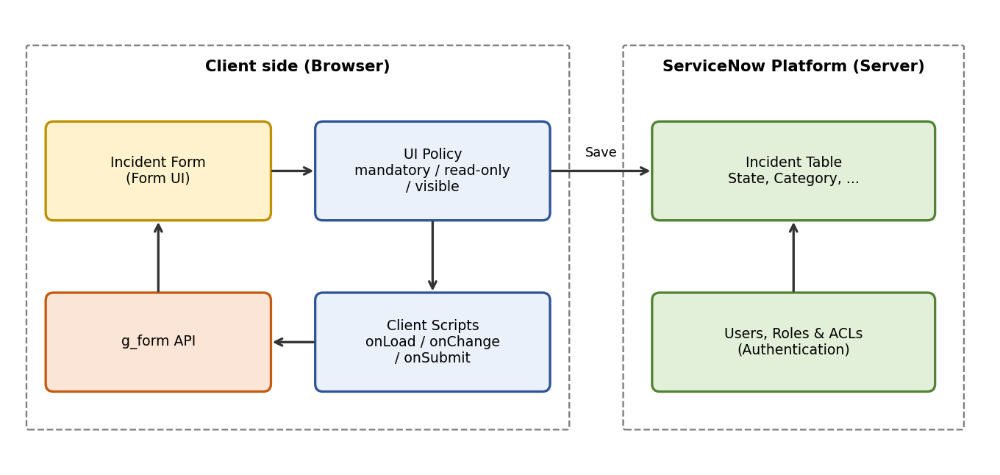 Client side (Browser)
ServiceNow Platform (Server)
Incident Form
(Form UI)
UI Policy
mandatory / read-only
/ visible
Save
Incident Table
State, Category, ...
g_form API
Client Scripts
onLoad / onChange
/ onSubmit
Users, Roles & ACLs
(Authentication)